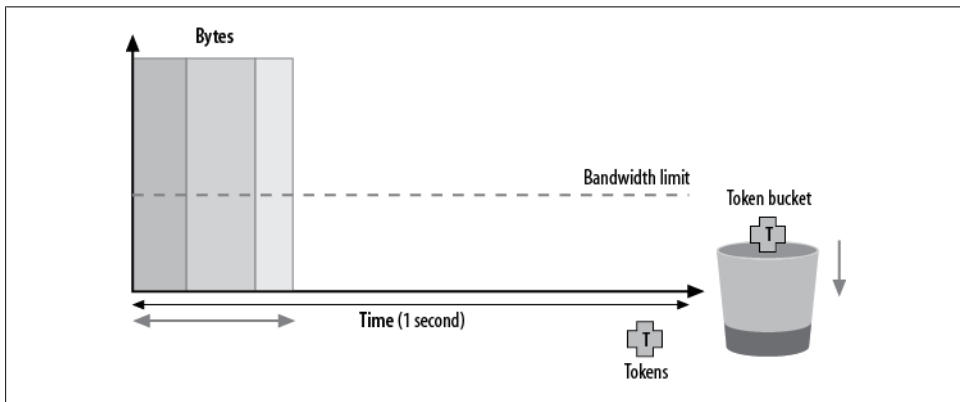 Bytes
Bandwidth limit
Token bucket
T
Time (1 second)
T
Tokens